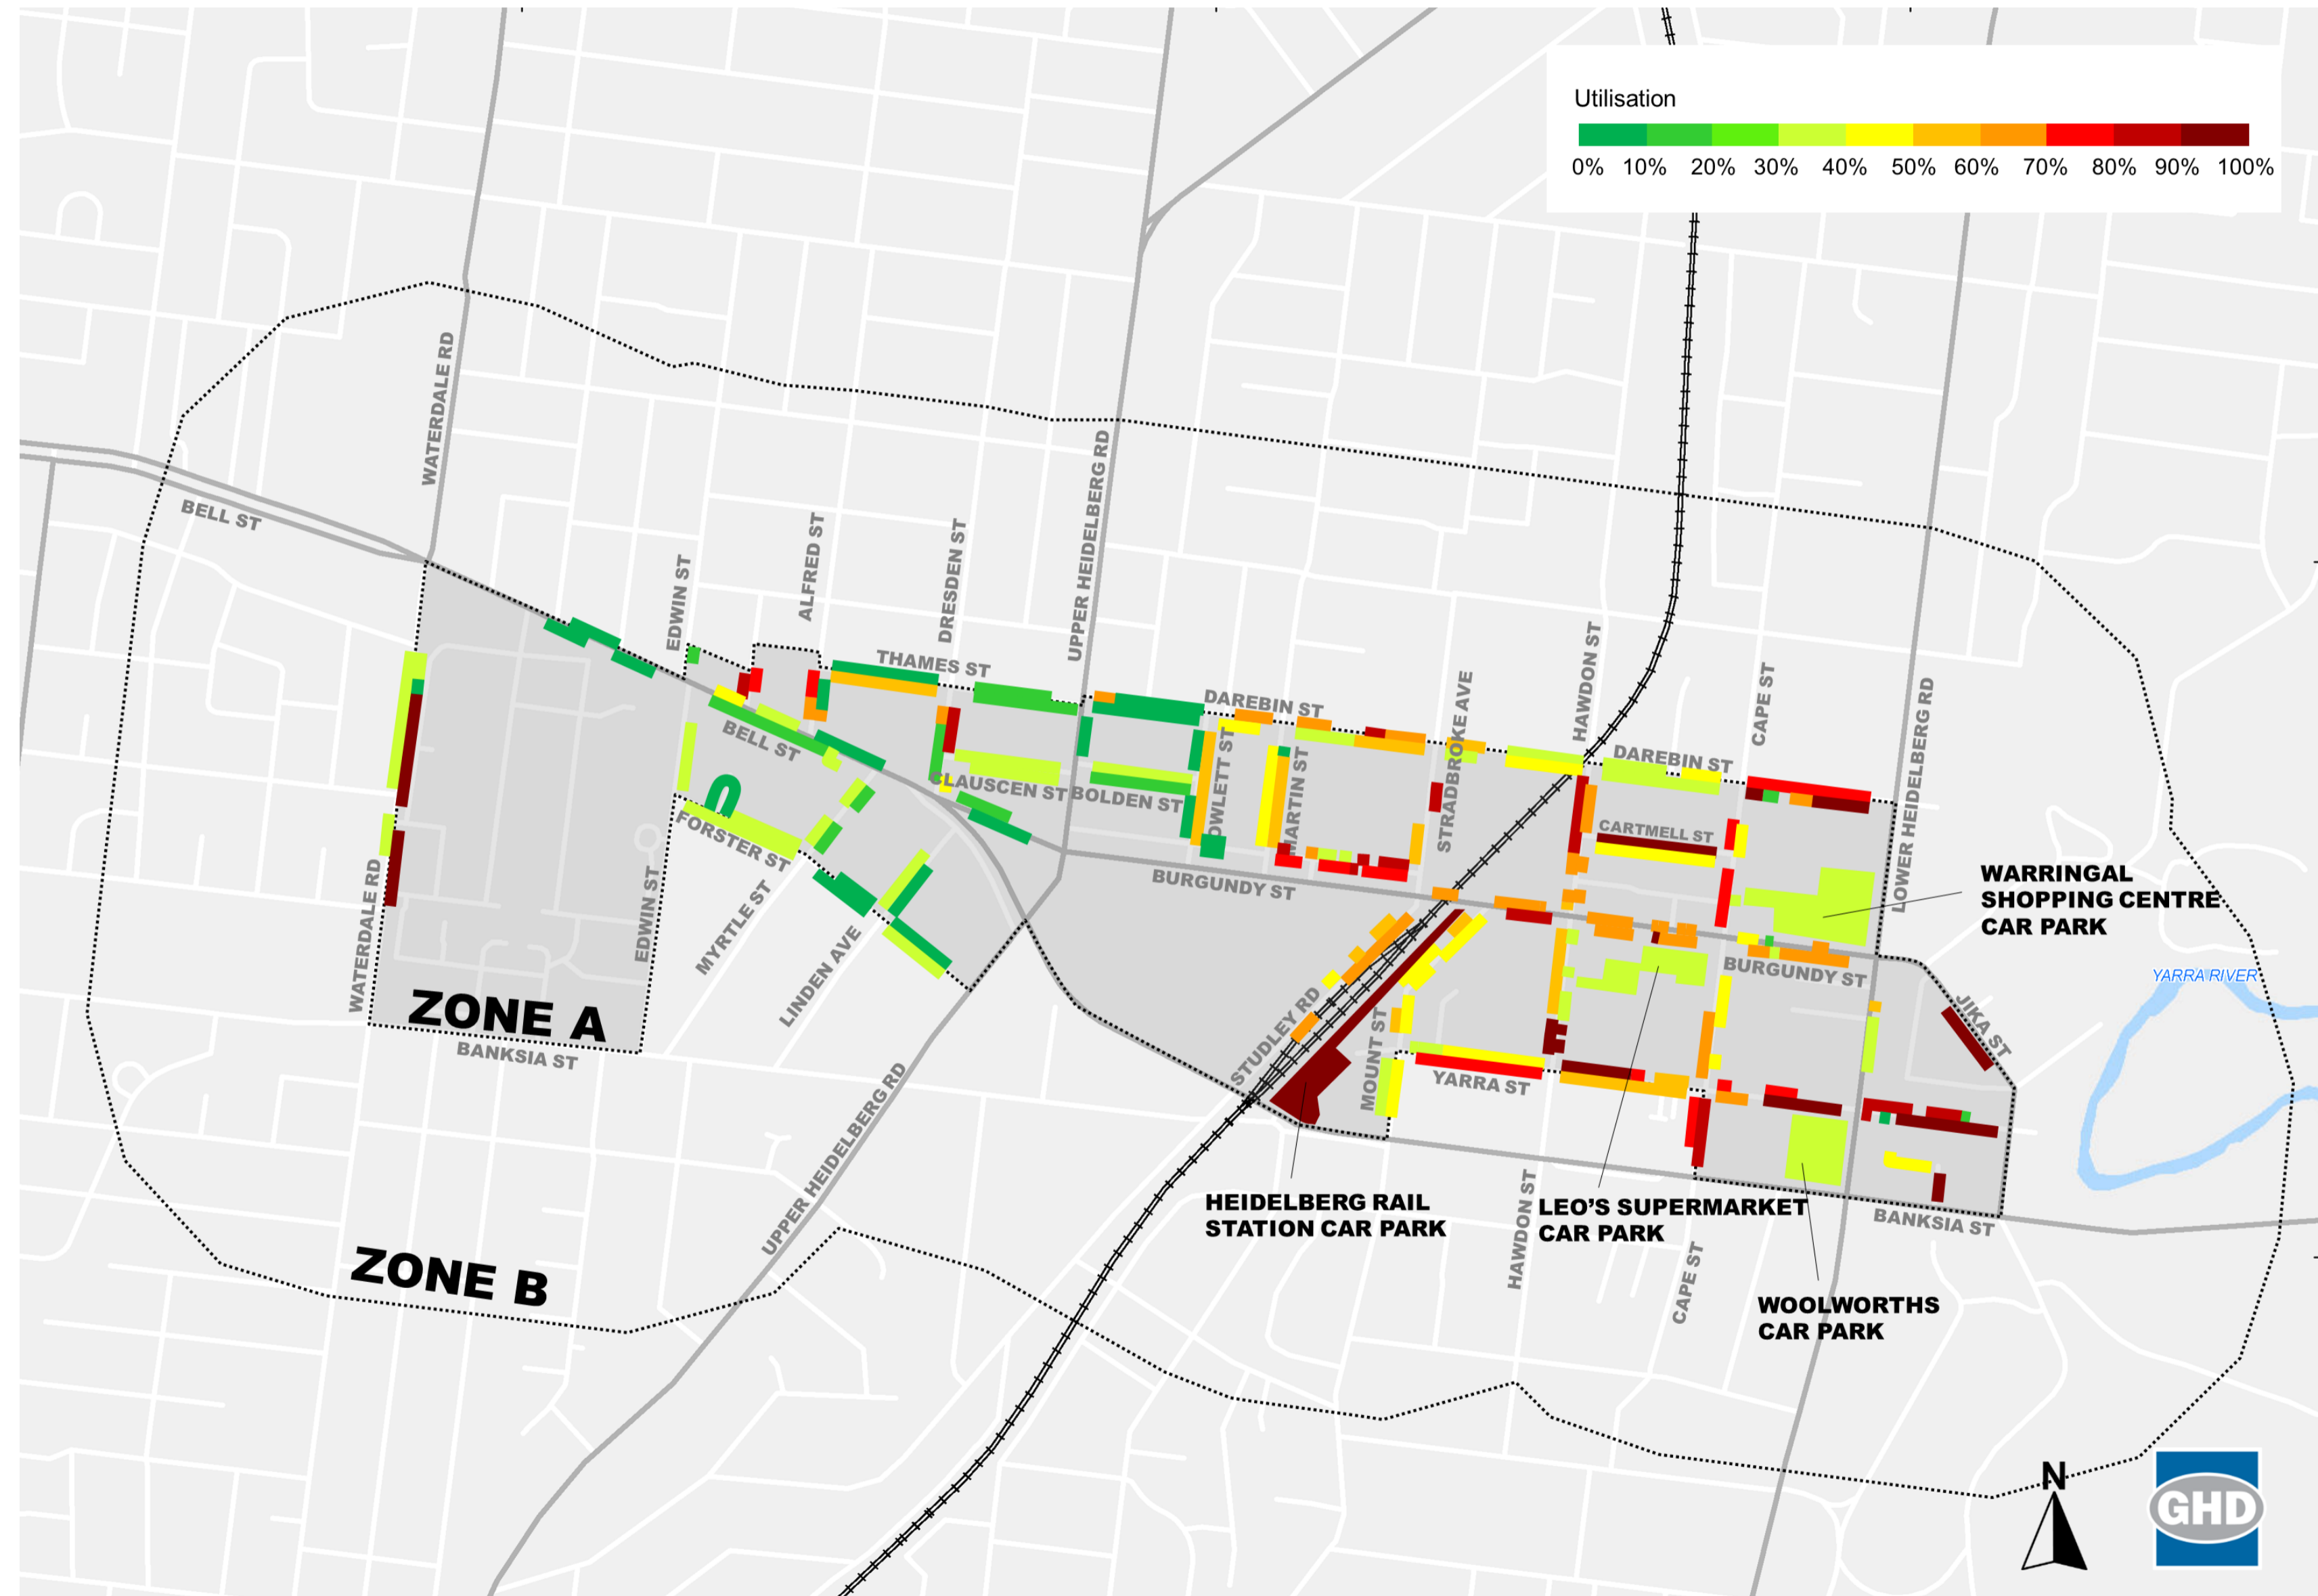 Utilisation
0% 10% 20% 30% 40% 50% 60% 70% 80% 90% 100%
WATERDALE RD
BELL ST
EDWIN ST
ALFRED ST
DRESDEN ST
UPPER HEIDELBERG RD
THAMES ST
DAREBIN ST
STRADBROKE AVE
HAWDON ST
DAREBIN ST
CAPE ST
LOWER HEIDELBERG RD
BELL ST
CLAUSCEN ST
BOLDEN ST
OWLETT ST
MARTIN ST
CARTMELL ST
FORSTER ST
BURGUNDY ST
WARRINGAL
SHOPPING CENTRE
CAR PARK
WATERDALE RD
EDWIN ST
MYRTLE ST
LINDEN AVE
BURGUNDY ST
YARRA RIVER
JIKA ST
ZONE A
BANKSIA ST
STUDLEY RD
MOUNT ST
YARRA ST
UPPER HEIDELBERG RD
HEIDELBERG RAIL
STATION CAR PARK
HAWDON ST
LEO'S SUPERMARKET
CAR PARK
CAPE ST
BANKSIA ST
ZONE B
WOOLWORTHS
CAR PARK
N
GHD